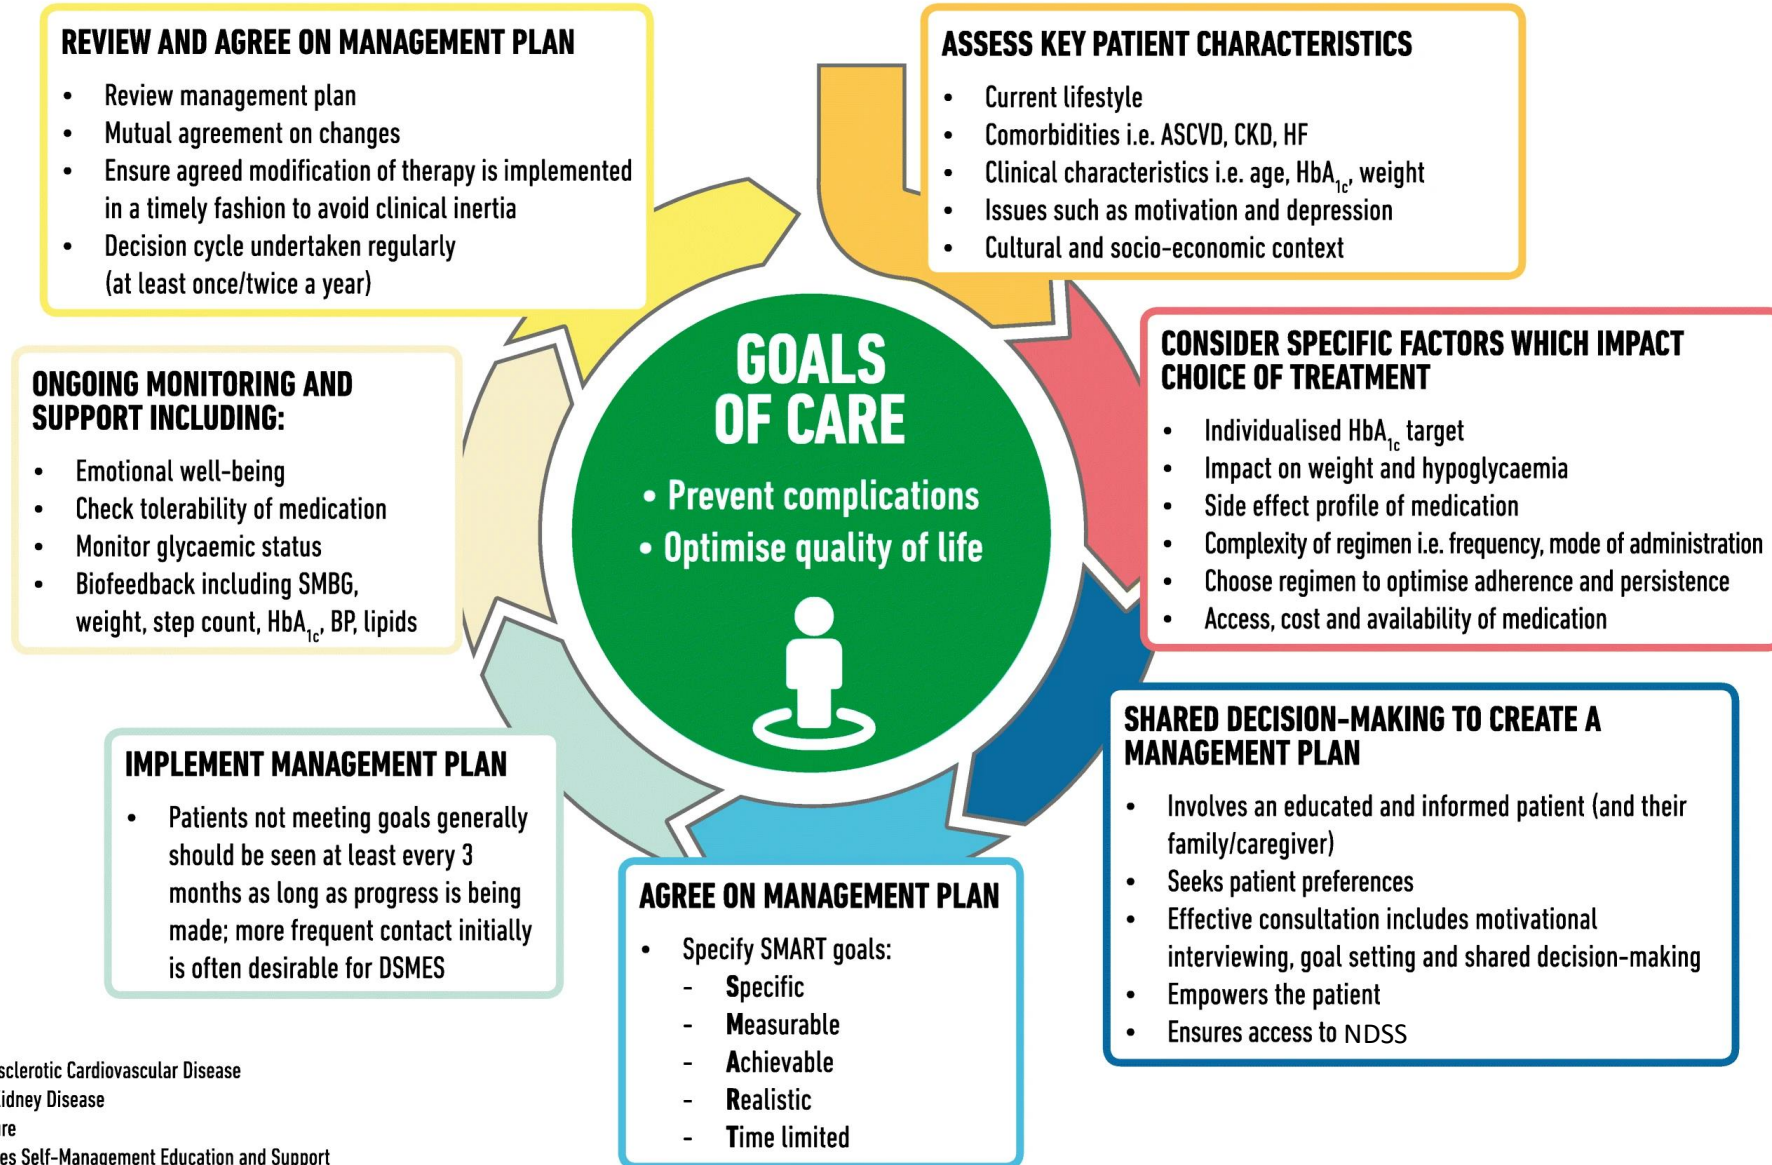 REVIEW AND AGREE ON MANAGEMENT PLAN
• Review management plan
• Mutual agreement on changes
• Ensure agreed modification of therapy is implemented
in a timely fashion to avoid clinical inertia
• Decision cycle undertaken regularly
(at least once/twice a year)
ASSESS KEY PATIENT CHARACTERISTICS
• Current lifestyle
• Comorbidities i.e. ASCVD, CKD, HF
• Clinical characteristics i.e. age, HbA1c, weight
• Issues such as motivation and depression
• Cultural and socio-economic context
CONSIDER SPECIFIC FACTORS WHICH IMPACT
CHOICE OF TREATMENT
• Individualised HbA1c target
• Impact on weight and hypoglycaemia
• Side effect profile of medication
• Complexity of regimen i.e. frequency, mode of administration
• Choose regimen to optimise adherence and persistence
• Access, cost and availability of medication
SHARED DECISION-MAKING TO CREATE A
MANAGEMENT PLAN
• Involves an educated and informed patient (and their
family/caregiver)
• Seeks patient preferences
• Effective consultation includes motivational
interviewing, goal setting and shared decision-making
• Empowers the patient
• Ensures access to NDSS
AGREE ON MANAGEMENT PLAN
• Specify SMART goals:
- Specific
- Measurable
- Achievable
- Realistic
- Time limited
IMPLEMENT MANAGEMENT PLAN
• Patients not meeting goals generally
should be seen at least every 3
months as long as progress is being
made; more frequent contact initially
is often desirable for DSMES
ONGOING MONITORING AND
SUPPORT INCLUDING:
• Emotional well-being
• Check tolerability of medication
• Monitor glycaemic status
• Biofeedback including SMBG,
weight, step count, HbA1c, BP, lipids
GOALS
OF CARE
• Prevent complications
• Optimise quality of life
sclerotic Cardiovascular Disease
Kidney Disease
ure
es Self-Management Education and Support